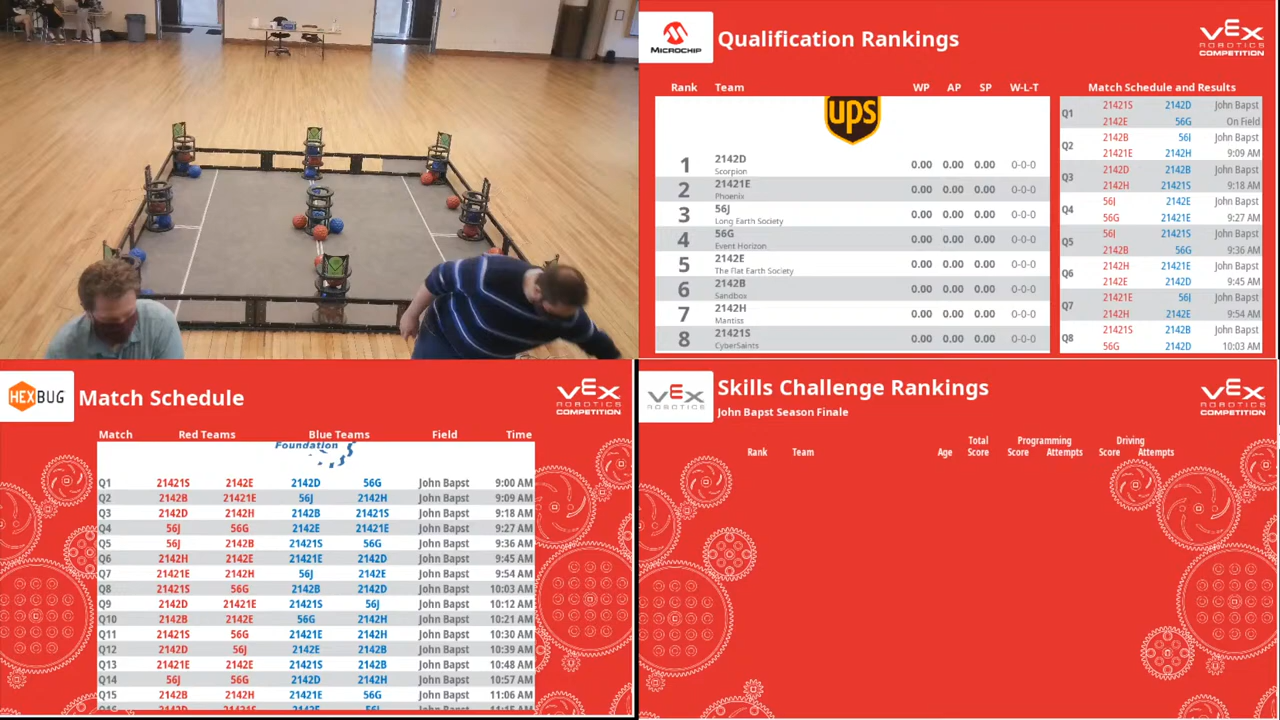 MICROCHIP
Qualification Rankings
VEX
ROBOTICS
COMPETITION
Rank Team WP AP SP W-L-T
ups
1 2142D 0.00 0.00 0.00 0-0-0
Scorpion
2 21421E 0.00 0.00 0.00 0-0-0
Phoenix
3 56J 0.00 0.00 0.00 0-0-0
Long Earth Society
4 56G 0.00 0.00 0.00 0-0-0
Event Horizon
5 2142E 0.00 0.00 0.00 0-0-0
The Flat Earth Society
6 2142B 0.00 0.00 0.00 0-0-0
Sandbox
7 2142H 0.00 0.00 0.00 0-0-0
Mantiss
8 21421S 0.00 0.00 0.00 0-0-0
CyberSaints
Match Schedule and Results
Q1 21421S 2142D John Bapst
2142E 56G On Field
Q2 2142B 56J John Bapst
21421E 2142H 9:09 AM
Q3 2142D 2142B John Bapst
2142H 21421S 9:18 AM
Q4 56J 2142E John Bapst
56G 21421E 9:27 AM
Q5 56J 21421S John Bapst
2142B 56G 9:36 AM
Q6 2142H 21421E John Bapst
2142E 2142D 9:45 AM
Q7 21421E 56J John Bapst
2142H 2142E 9:54 AM
Q8 21421S 2142B John Bapst
56G 2142D 10:03 AM
HEXBUG
Match Schedule
VEX
ROBOTICS
COMPETITION
Match Red Teams Blue Teams Field Time
Foundation
Q1 21421S 2142E 2142D 56G John Bapst 9:00 AM
Q2 2142B 21421E 56J 2142H John Bapst 9:09 AM
Q3 2142D 2142H 2142B 21421S John Bapst 9:18 AM
Q4 56J 56G 2142E 21421E John Bapst 9:27 AM
Q5 56J 2142B 21421S 56G John Bapst 9:36 AM
Q6 2142H 2142E 21421E 2142D John Bapst 9:45 AM
Q7 21421E 2142H 56J 2142E John Bapst 9:54 AM
Q8 21421S 56G 2142B 2142D John Bapst 10:03 AM
Q9 2142D 21421E 21421S 56J John Bapst 10:12 AM
Q10 2142B 2142E 56G 2142H John Bapst 10:21 AM
Q11 21421S 56G 21421E 2142H John Bapst 10:30 AM
Q12 2142D 56J 2142E 2142B John Bapst 10:39 AM
Q13 21421E 2142E 21421S 2142B John Bapst 10:48 AM
Q14 56J 56G 2142D 2142H John Bapst 10:57 AM
Q15 2142B 2142H 21421E 56G John Bapst 11:06 AM
Q16 2142D 21421S 2142E 56J John Bapst 11:15 AM
VEX
ROBOTICS
Skills Challenge Rankings
John Bapst Season Finale
VEX
ROBOTICS
COMPETITION
Total Programming Driving
Rank Team Age Score Score Attempts Score Attempts